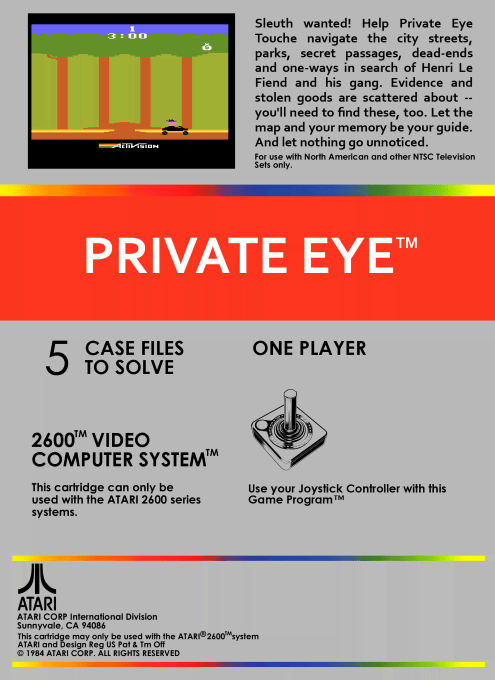 1
3:00
ACTIVISION
Sleuth wanted! Help Private Eye
Touche navigate the city streets,
parks, secret passages, dead-ends
and one-ways in search of Henri Le
Fiend and his gang. Evidence and
stolen goods are scattered about --
you'll need to find these, too. Let the
map and your memory be your guide.
And let nothing go unnoticed.
For use with North American and other NTSC Television
Sets only.
PRIVATE EYE™
5 CASE FILES
TO SOLVE
ONE PLAYER
2600™ VIDEO
COMPUTER SYSTEM™
This cartridge can only be
used with the ATARI 2600 series
systems.
Use your Joystick Controller with this
Game Program™
ATARI
ATARI CORP International Division
Sunnyvale, CA 94086
This cartridge may only be used with the ATARI®2600™system
ATARI and Design Reg US Pat & Tm Off
© 1984 ATARI CORP. ALL RIGHTS RESERVED